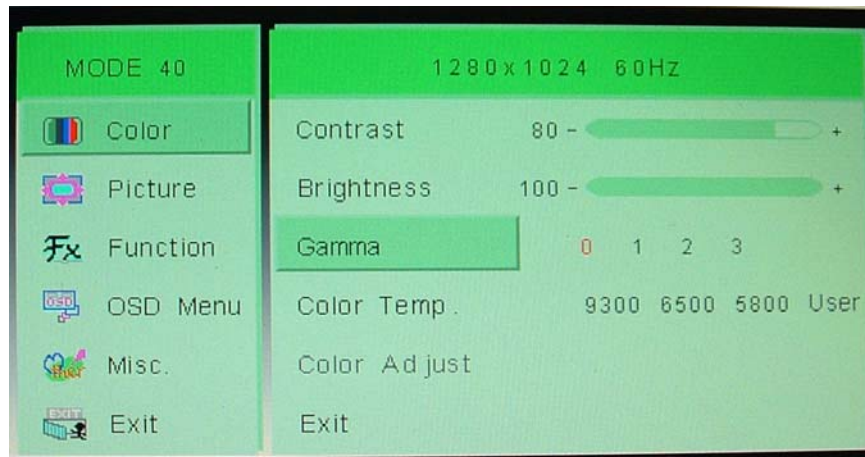 MODE 40
1280x1024 60Hz
Color
Picture
Fx Function
OSD OSD Menu
Misc.
EXIT Exit
Contrast 80 - +
Brightness 100 - +
Gamma 0 1 2 3
Color Temp. 9300 6500 5800 User
Color Adjust
Exit